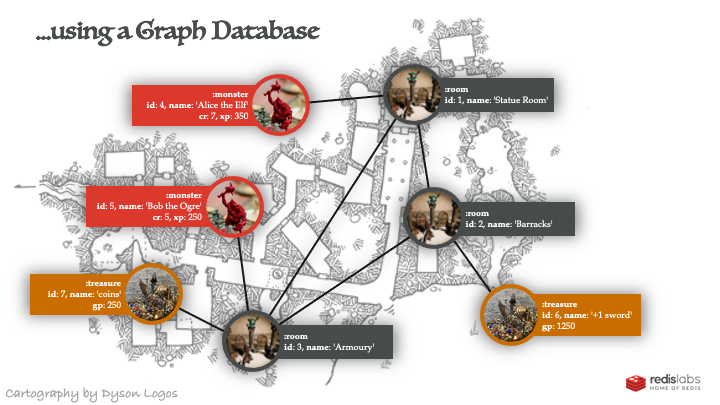 ...using a Graph Database
:monster
id: 4, name: 'Alice the Elf'
cr: 7, xp: 350
:room
id: 1, name: 'Statue Room'
:monster
id: 5, name: 'Bob the Ogre'
cr: 5, xp: 250
:room
id: 2, name: 'Barracks'
:treasure
id: 7, name: 'coins'
gp: 250
:treasure
id: 6, name: '+1 sword'
gp: 1250
:room
id: 3, name: 'Armoury'
Cartography by Dyson Logos
redislabs
HOME OF REDIS